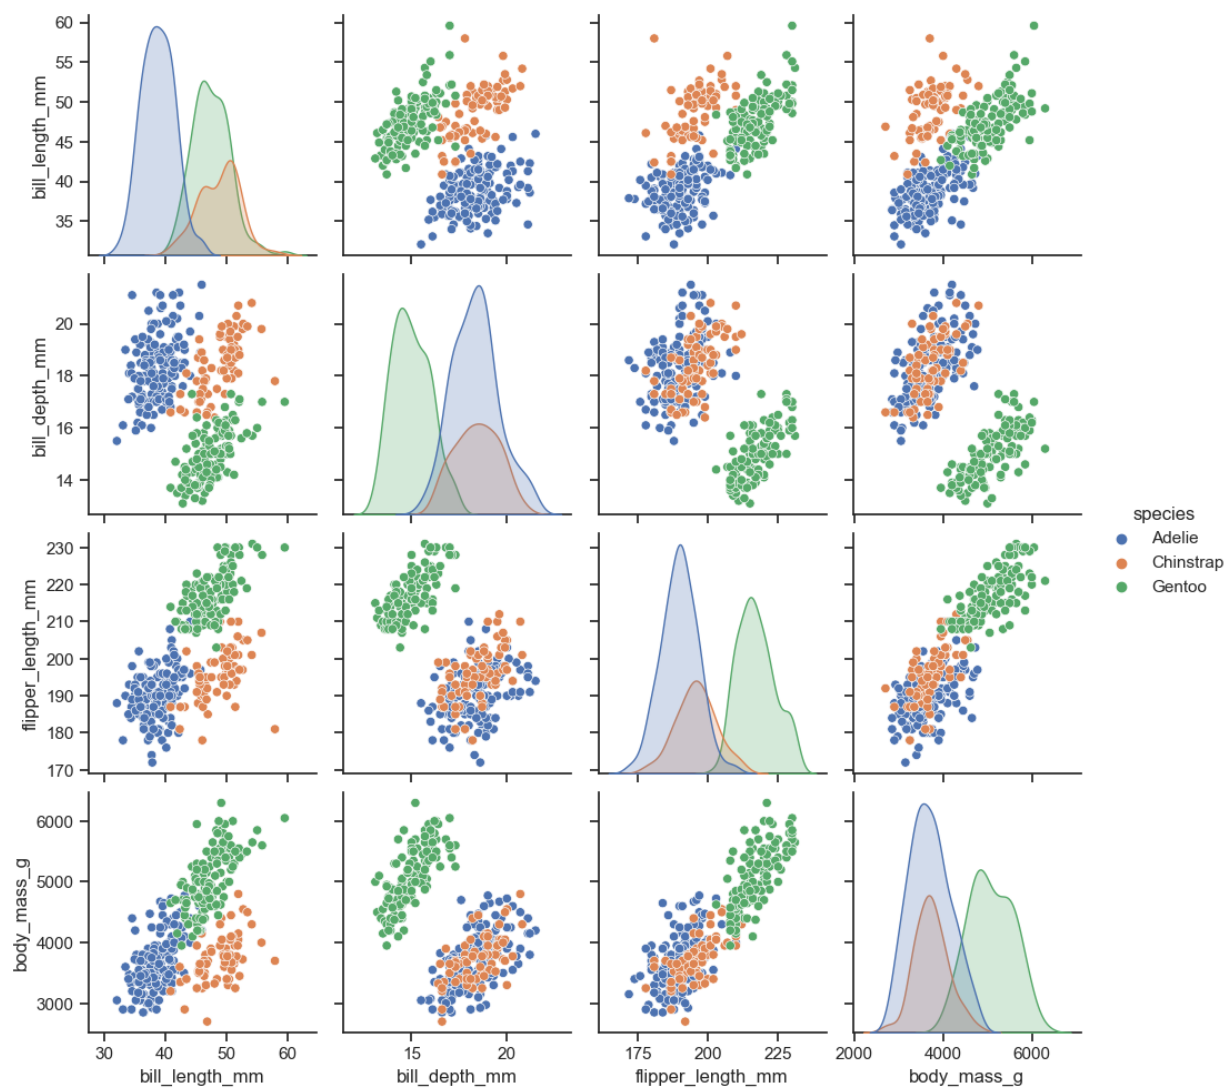 60
55
50
45
40
35
bill_length_mm
20
18
16
14
bill_depth_mm
species
Adelie
Chinstrap
Gentoo
230
220
210
200
190
180
170
flipper_length_mm
6000
5000
4000
3000
body_mass_g
30 40 50 60
bill_length_mm
15 20
bill_depth_mm
175 200 225
flipper_length_mm
2000 4000 6000
body_mass_g